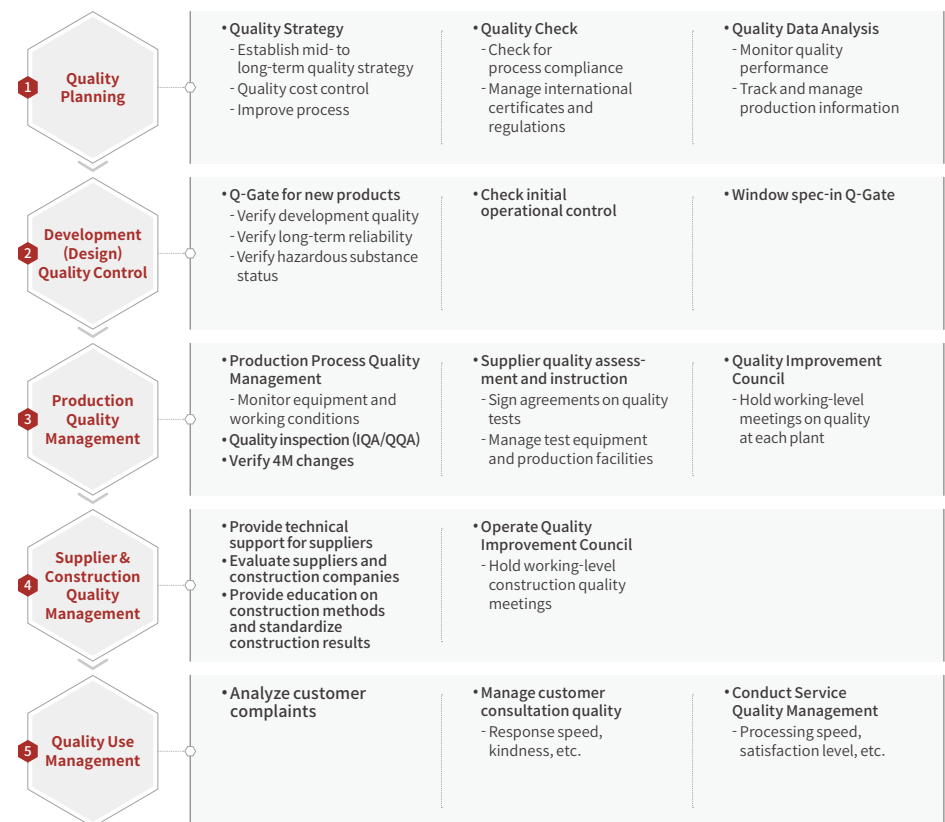 1
Quality
Planning
• Quality Strategy
- Establish mid- to
long-term quality strategy
- Quality cost control
- Improve process
• Quality Check
- Check for
process compliance
- Manage international
certificates and
regulations
• Quality Data Analysis
- Monitor quality
performance
- Track and manage
production information
2
Development
(Design)
Quality Control
• Q-Gate for new products
- Verify development quality
- Verify long-term reliability
- Verify hazardous substance
status
• Check initial
operational control
• Window spec-in Q-Gate
3
Production
Quality
Management
• Production Process Quality
Management
- Monitor equipment and
working conditions
• Quality inspection (IQA/QQA)
• Verify 4M changes
• Supplier quality assess-
ment and instruction
- Sign agreements on quality
tests
- Manage test equipment
and production facilities
• Quality Improvement
Council
- Hold working-level
meetings on quality
at each plant
4
Supplier &
Construction
Quality
Management
• Provide technical
support for suppliers
• Evaluate suppliers and
construction companies
• Provide education on
construction methods
and standardize
construction results
• Operate Quality
Improvement Council
- Hold working-level
construction quality
meetings
5
Quality Use
Management
• Analyze customer
complaints
• Manage customer
consultation quality
- Response speed,
kindness, etc.
• Conduct Service
Quality Management
- Processing speed,
satisfaction level, etc.